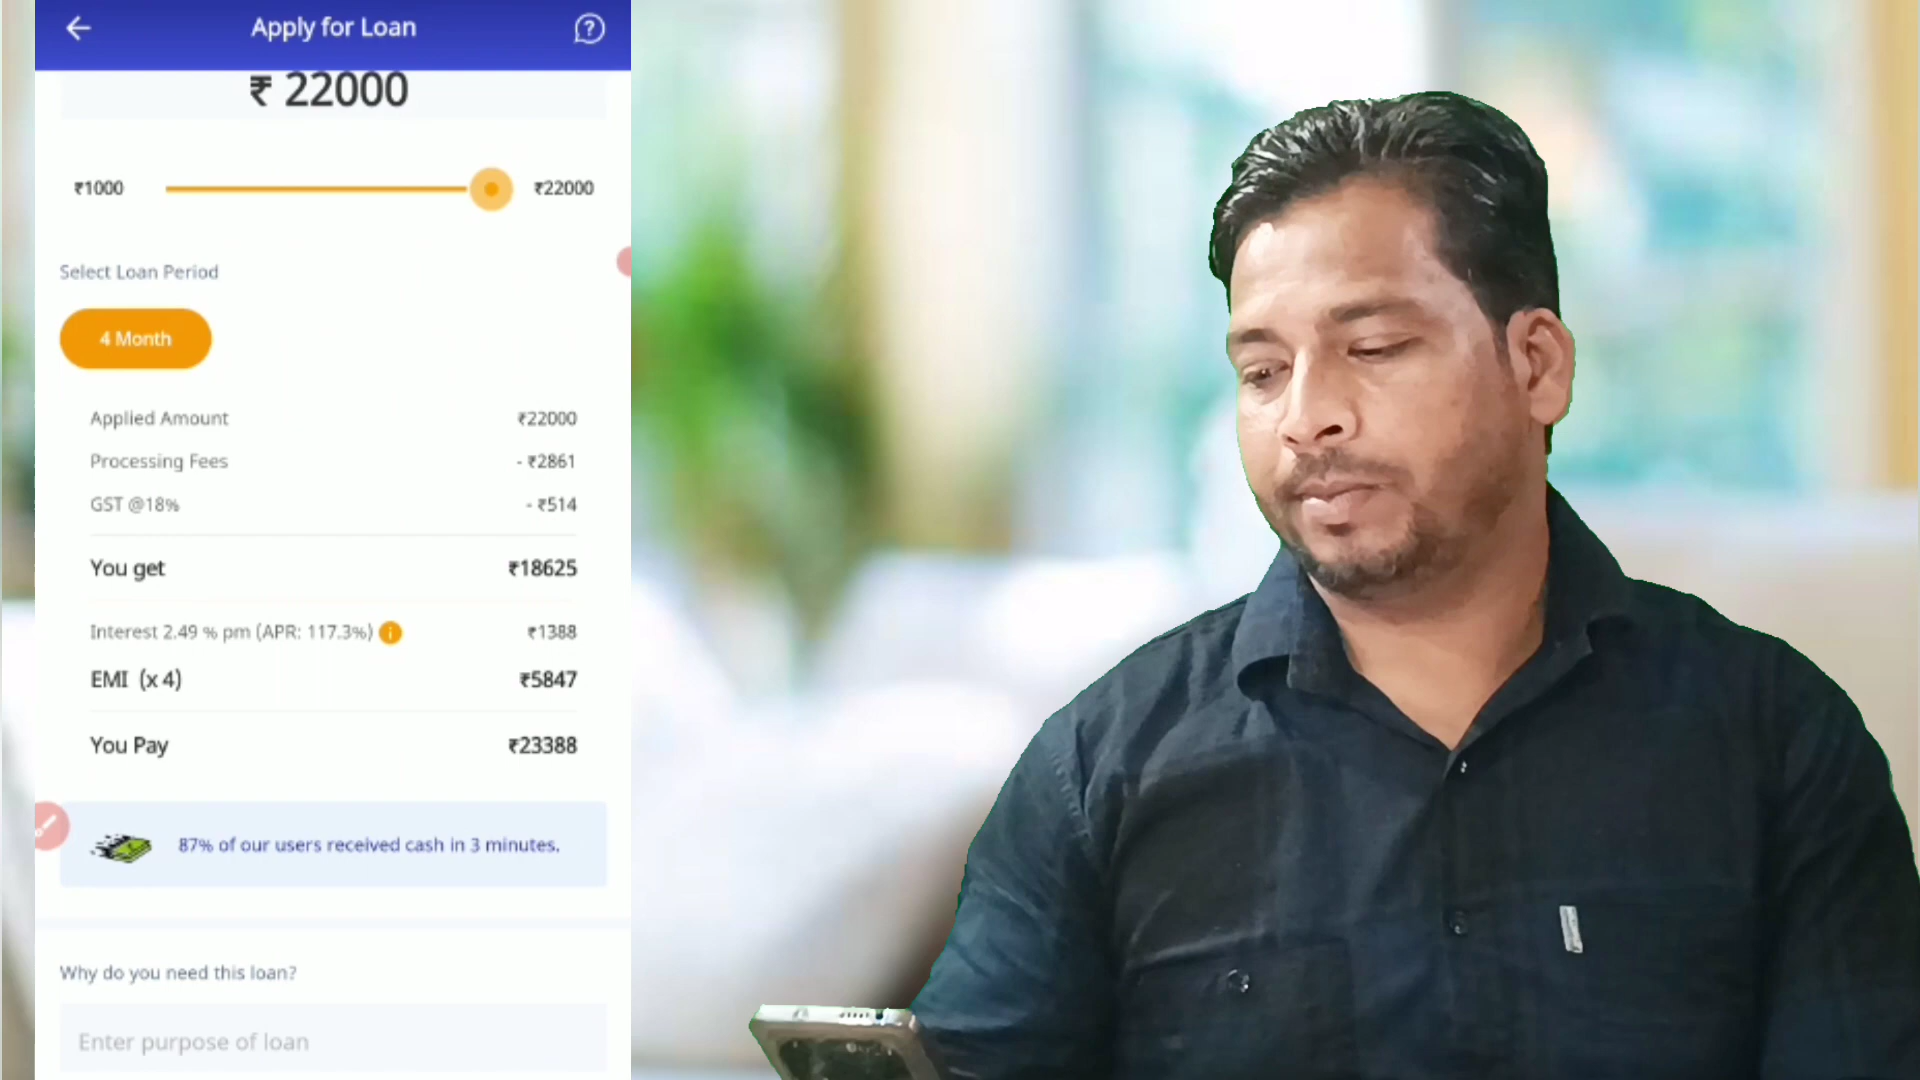 Apply for Loan
₹ 22000
₹1000 ₹22000
Select Loan Period
4 Month
Applied Amount ₹22000
Processing Fees - ₹2861
GST @18% - ₹514
You get ₹18625
Interest 2.49 % pm (APR: 117.3%) ₹1388
EMI (x 4) ₹5847
You Pay ₹23388
87% of our users received cash in 3 minutes.
Why do you need this loan?
Enter purpose of loan